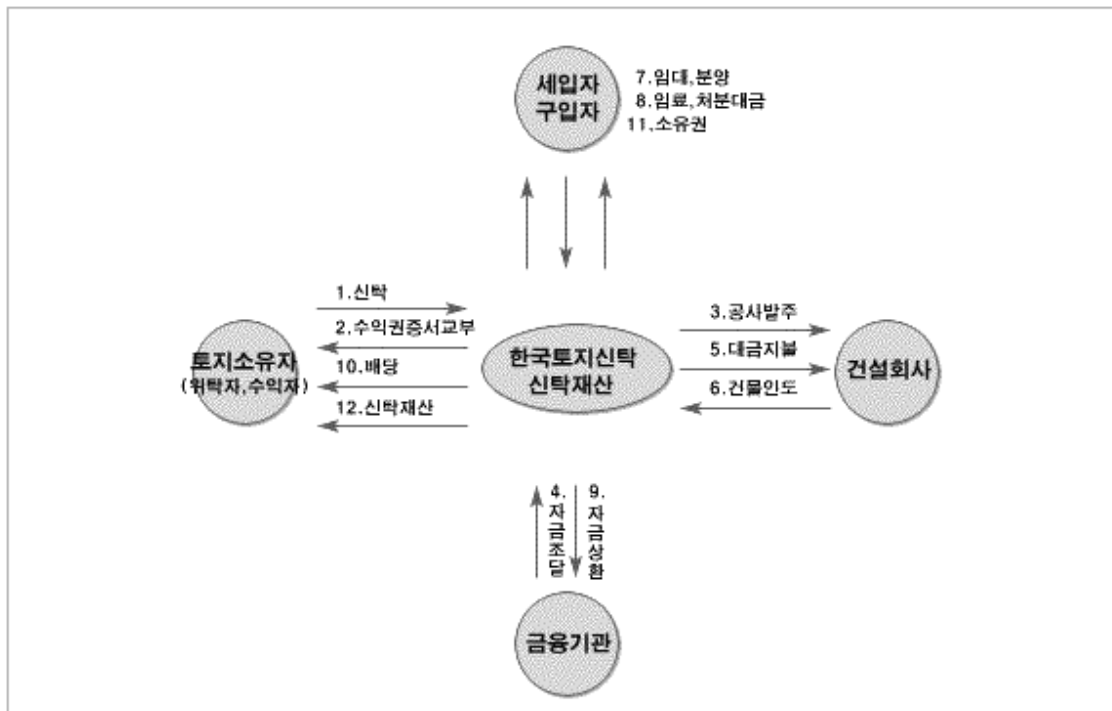 세입자
구입자
7.임대,분양
8.임료,처분대금
11.소유권
1.신탁
2.수익권증서교부
10.배당
12.신탁재산
토지소유자
(위탁자,수익자)
한국토지신탁
신탁재산
3.공사발주
5.대금지불
6.건물인도
건설회사
4.자금조달
9.자금상환
금융기관